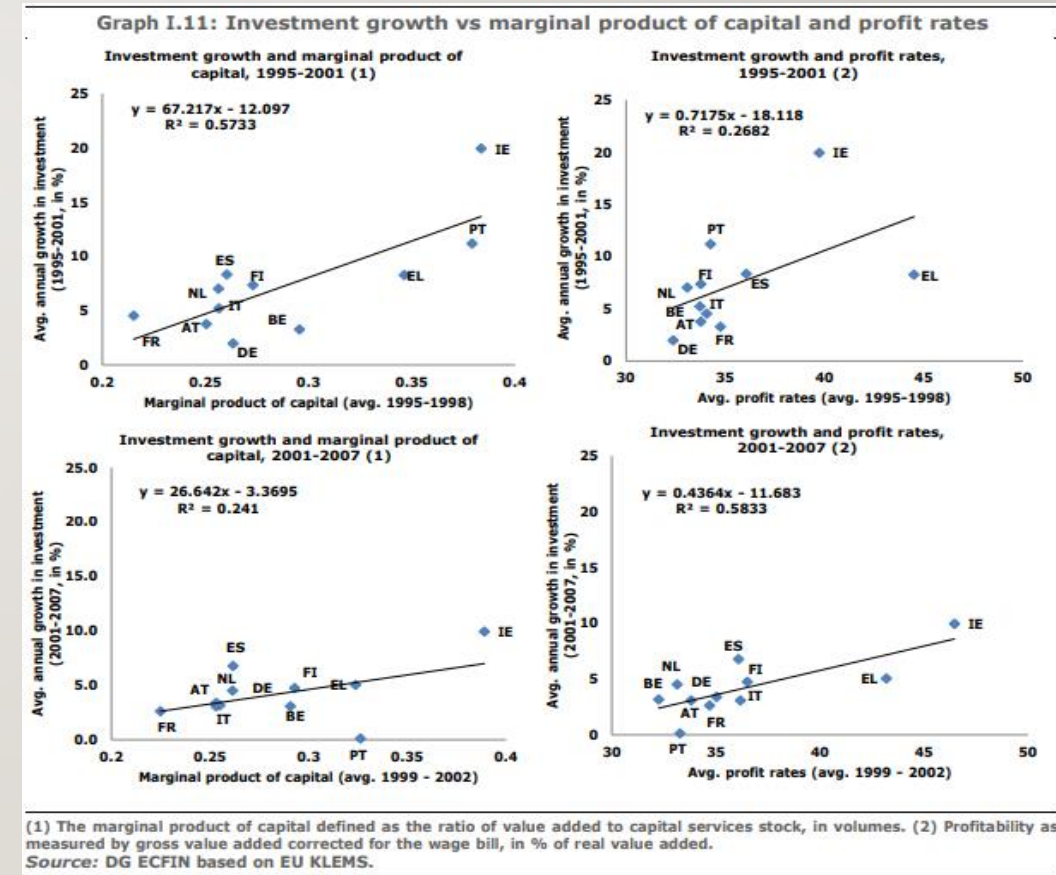 Graph I.11: Investment growth vs marginal product of capital and profit rates
Investment growth and marginal product of
capital, 1995-2001 (1)
Avg. annual growth in investment
(1995-2001, in %)
y = 67.217x - 12.097
R² = 0.5733
25
20
15
10
5
0
IE
PT
ES
FI
EL
NL
IT
AT
BE
FR
DE
0.2
0.25
0.3
0.35
0.4
Marginal product of capital (avg. 1995-1998)
Investment growth and profit rates,
1995-2001 (2)
Avg. annual growth in investment
(1995-2001, in %)
y = 0.7175x - 18.118
R² = 0.2682
25
20
15
10
5
0
IE
PT
FI
EL
ES
NL
IT
BE
AT
FR
DE
30
35
40
45
50
Avg. profit rates (avg. 1995-1998)
Investment growth and marginal product of
capital, 2001-2007 (1)
Avg. annual growth in investment
(2001-2007, in %)
y = 26.642x - 3.3695
R² = 0.241
25.0
20.0
15.0
10.0
5.0
0.0
IE
ES
NL
FI
AT
DE
EL
FR
IT
BE
PT
0.2
0.25
0.3
0.35
0.4
Marginal product of capital (avg. 1999 - 2002)
Investment growth and profit rates,
2001-2007 (2)
Avg. annual growth in investment
(2001-2007, in %)
y = 0.4364x - 11.683
R² = 0.5833
25
20
15
10
5
0
IE
ES
NL
FI
BE
DE
EL
IT
AT
FR
PT
30
35
40
45
50
Avg. profit rates (avg. 1999 - 2002)
(1) The marginal product of capital defined as the ratio of value added to capital services stock, in volumes. (2) Profitability as
measured by gross value added corrected for the wage bill, in % of real value added.
Source: DG ECFIN based on EU KLEMS.